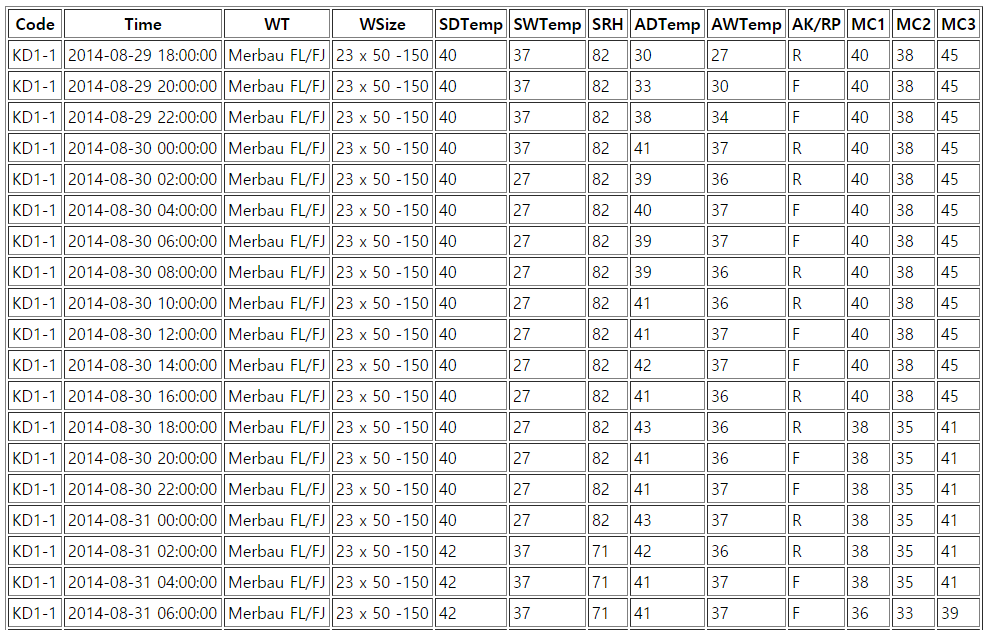 Code Time WT WSize SDTemp SWTemp SRH ADTemp AWTemp AK/RP MC1 MC2 MC3
KD1-1 2014-08-29 18:00:00 Merbau FL/FJ 23 x 50 -150 40 37 82 30 27 R 40 38 45
KD1-1 2014-08-29 20:00:00 Merbau FL/FJ 23 x 50 -150 40 37 82 33 30 F 40 38 45
KD1-1 2014-08-29 22:00:00 Merbau FL/FJ 23 x 50 -150 40 37 82 38 34 F 40 38 45
KD1-1 2014-08-30 00:00:00 Merbau FL/FJ 23 x 50 -150 40 37 82 41 37 R 40 38 45
KD1-1 2014-08-30 02:00:00 Merbau FL/FJ 23 x 50 -150 40 27 82 39 36 R 40 38 45
KD1-1 2014-08-30 04:00:00 Merbau FL/FJ 23 x 50 -150 40 27 82 40 37 F 40 38 45
KD1-1 2014-08-30 06:00:00 Merbau FL/FJ 23 x 50 -150 40 27 82 39 37 F 40 38 45
KD1-1 2014-08-30 08:00:00 Merbau FL/FJ 23 x 50 -150 40 27 82 39 36 R 40 38 45
KD1-1 2014-08-30 10:00:00 Merbau FL/FJ 23 x 50 -150 40 27 82 41 36 R 40 38 45
KD1-1 2014-08-30 12:00:00 Merbau FL/FJ 23 x 50 -150 40 27 82 41 37 F 40 38 45
KD1-1 2014-08-30 14:00:00 Merbau FL/FJ 23 x 50 -150 40 27 82 42 37 F 40 38 45
KD1-1 2014-08-30 16:00:00 Merbau FL/FJ 23 x 50 -150 40 27 82 41 36 R 40 38 45
KD1-1 2014-08-30 18:00:00 Merbau FL/FJ 23 x 50 -150 40 27 82 43 36 R 38 35 41
KD1-1 2014-08-30 20:00:00 Merbau FL/FJ 23 x 50 -150 40 27 82 41 36 F 38 35 41
KD1-1 2014-08-30 22:00:00 Merbau FL/FJ 23 x 50 -150 40 27 82 41 37 F 38 35 41
KD1-1 2014-08-31 00:00:00 Merbau FL/FJ 23 x 50 -150 40 27 82 43 37 R 38 35 41
KD1-1 2014-08-31 02:00:00 Merbau FL/FJ 23 x 50 -150 42 37 71 42 36 R 38 35 41
KD1-1 2014-08-31 04:00:00 Merbau FL/FJ 23 x 50 -150 42 37 71 41 37 F 38 35 41
KD1-1 2014-08-31 06:00:00 Merbau FL/FJ 23 x 50 -150 42 37 71 41 37 F 36 33 39